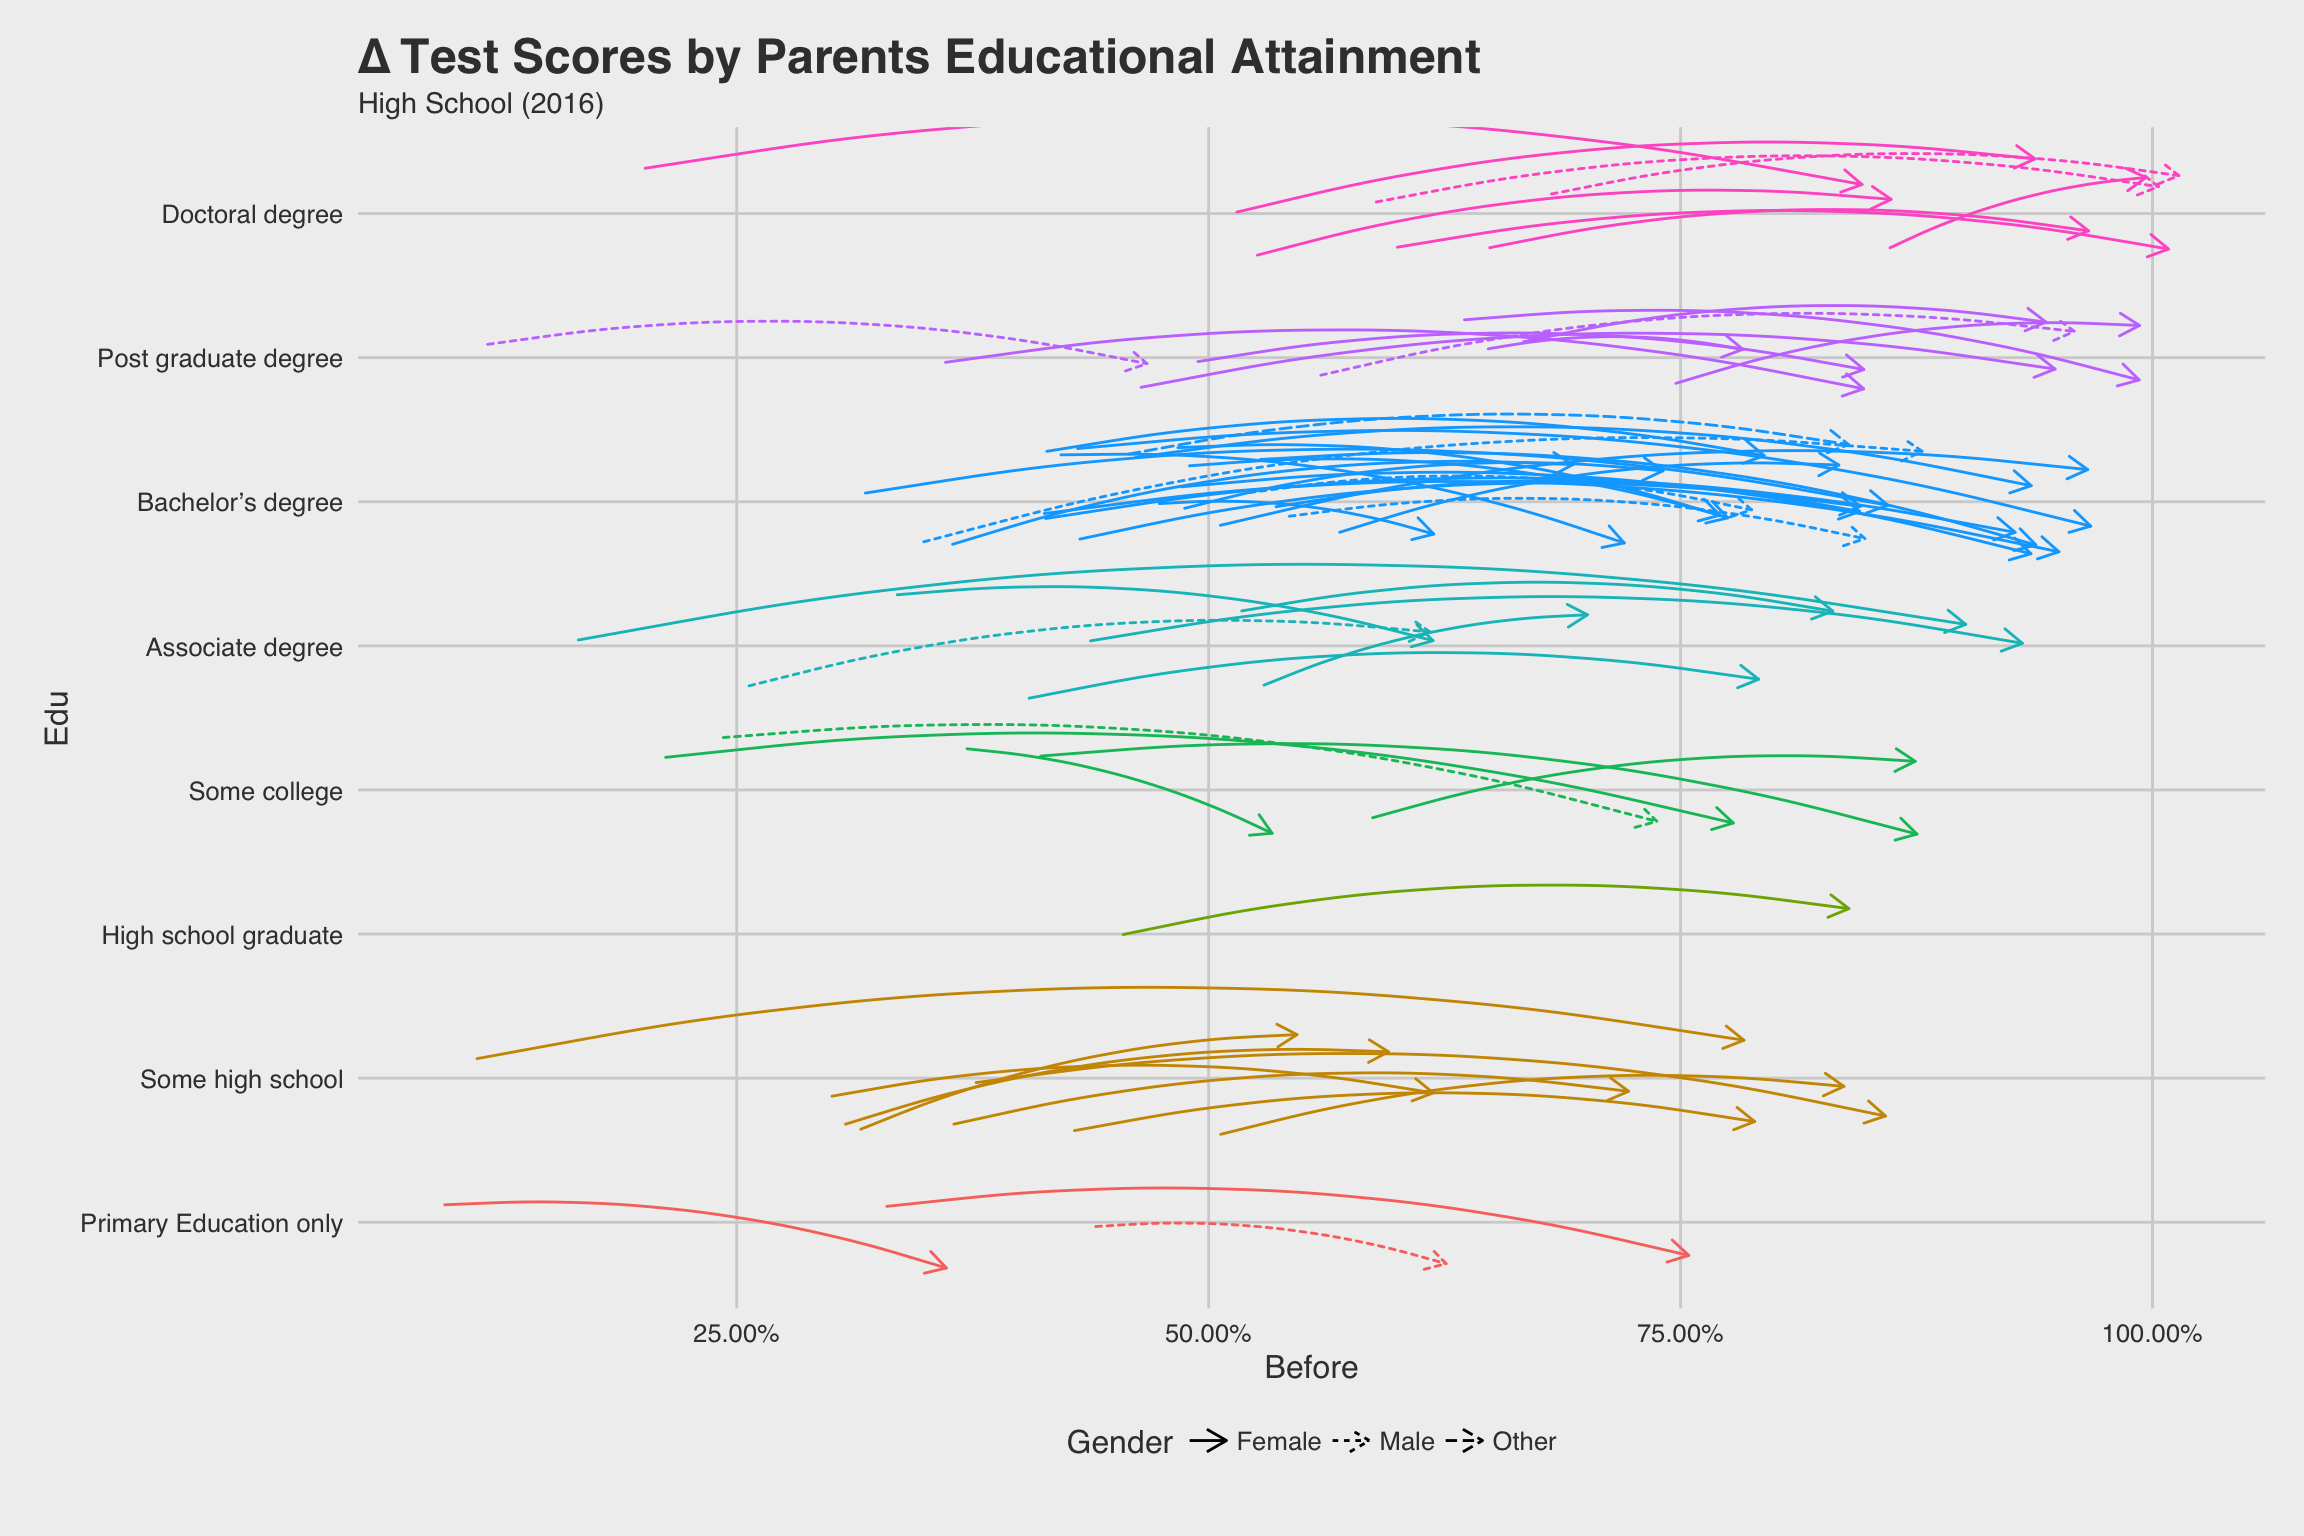 Δ Test Scores by Parents Educational Attainment
High School (2016)
Doctoral degree
Post graduate degree
Bachelor’s degree
Associate degree
Edu
Some college
High school graduate
Some high school
Primary Education only
25.00% 50.00% 75.00% 100.00%
Before
Gender Female Male Other